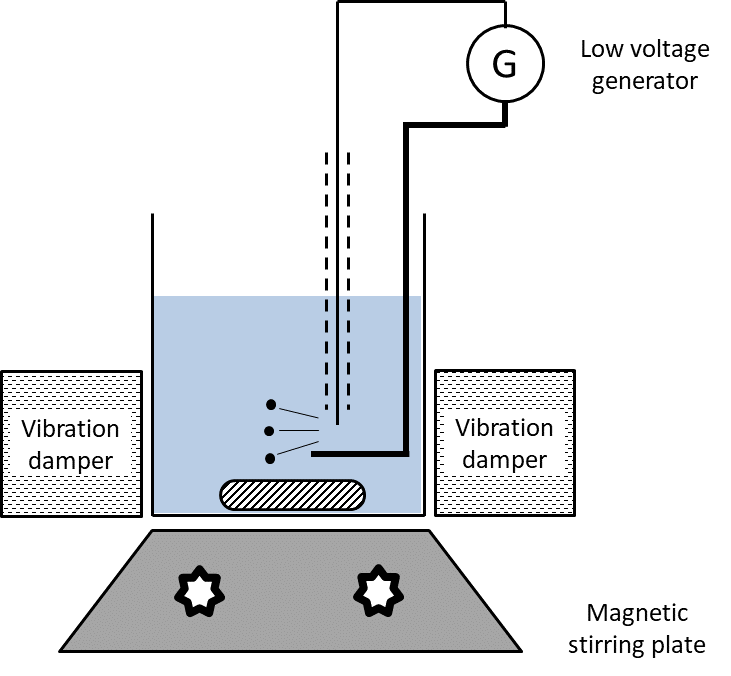 G
Low voltage
generator
Vibration
damper
Vibration
damper
Magnetic
stirring plate